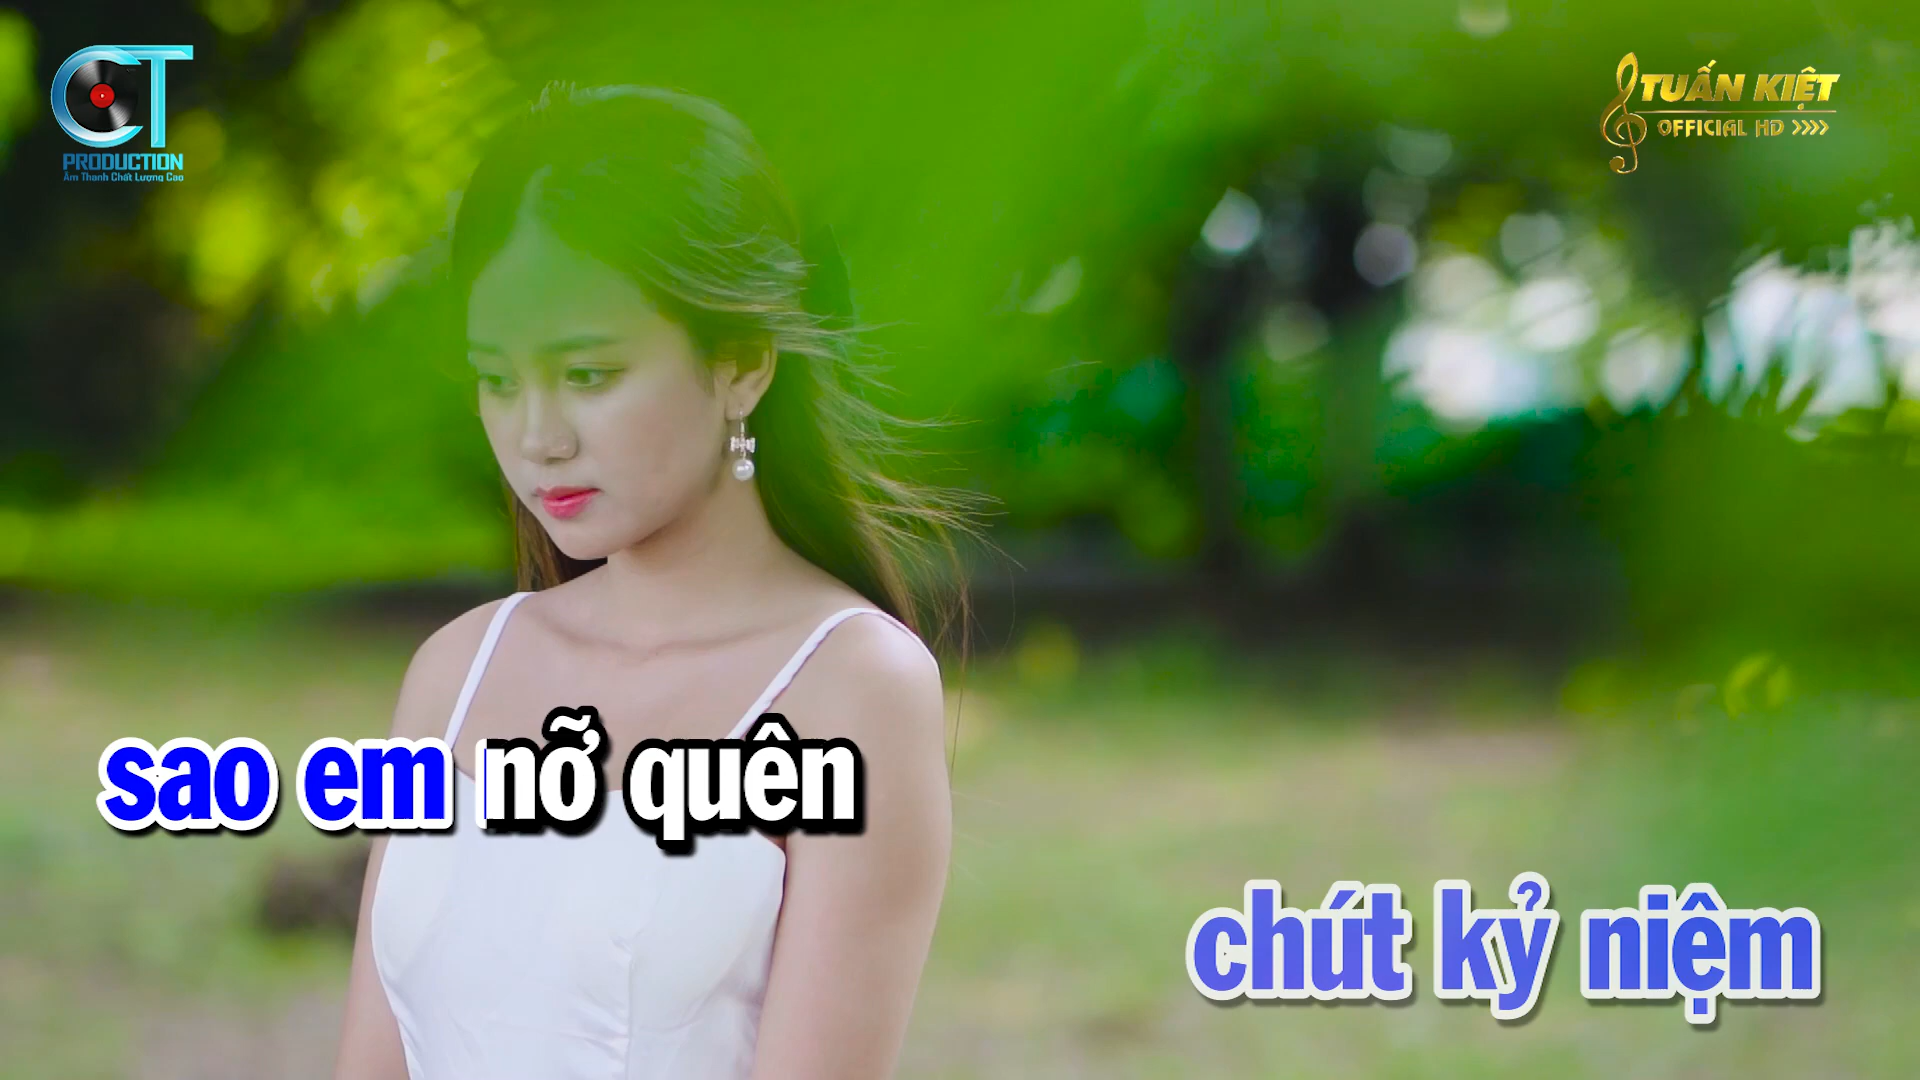 CT
PRODUCTION
Âm Thanh Chất Lượng Cao
TUẤN KIỆT
OFFICIAL HD
sao em nỡ quên
chút kỷ niệm